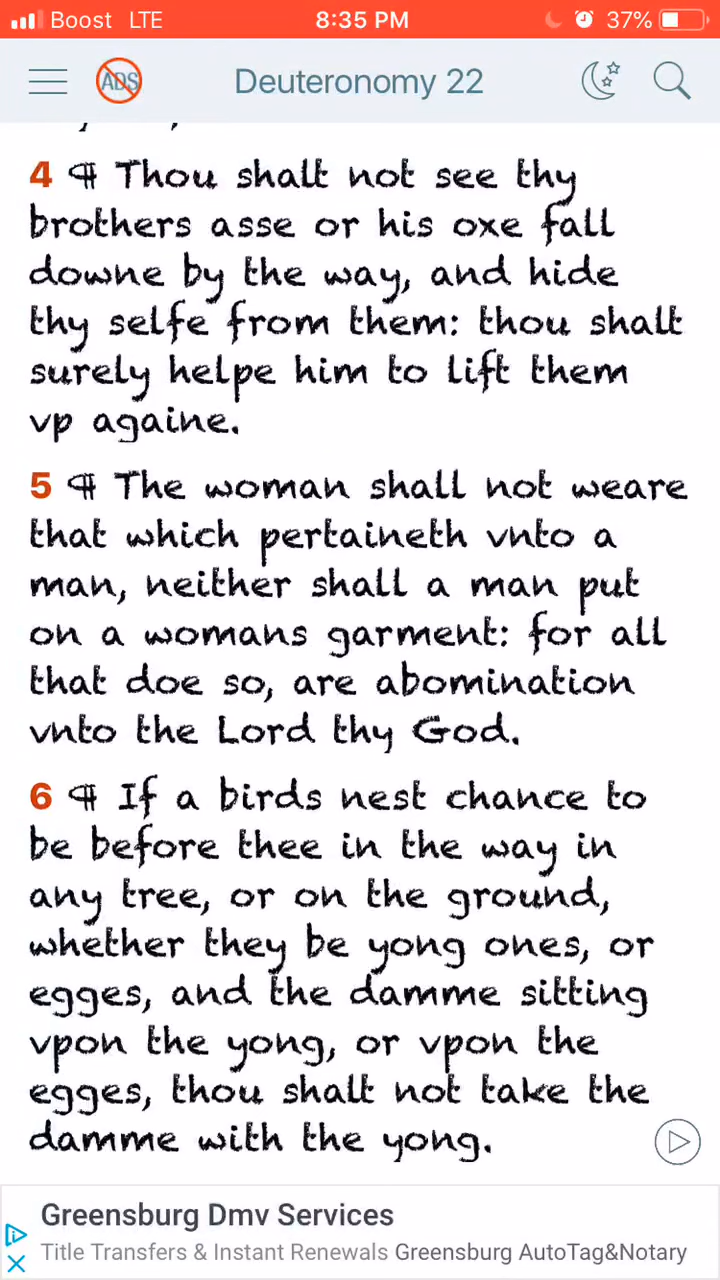 Boost LTE 8:35 PM 37%
ADS Deuteronomy 22
4 ¶ Thou shalt not see thy
brothers asse or his oxe fall
downe by the way, and hide
thy selfe from them: thou shalt
surely helpe him to lift them
vp againe.
5 ¶ The woman shall not weare
that which pertaineth vnto a
man, neither shall a man put
on a womans garment: for all
that doe so, are abomination
vnto the Lord thy God.
6 ¶ If a birds nest chance to
be before thee in the way in
any tree, or on the ground,
whether they be yong ones, or
egges, and the damme sitting
vpon the yong, or vpon the
egges, thou shalt not take the
damme with the yong.
Greensburg Dmv Services
Title Transfers & Instant Renewals Greensburg AutoTag&Notary